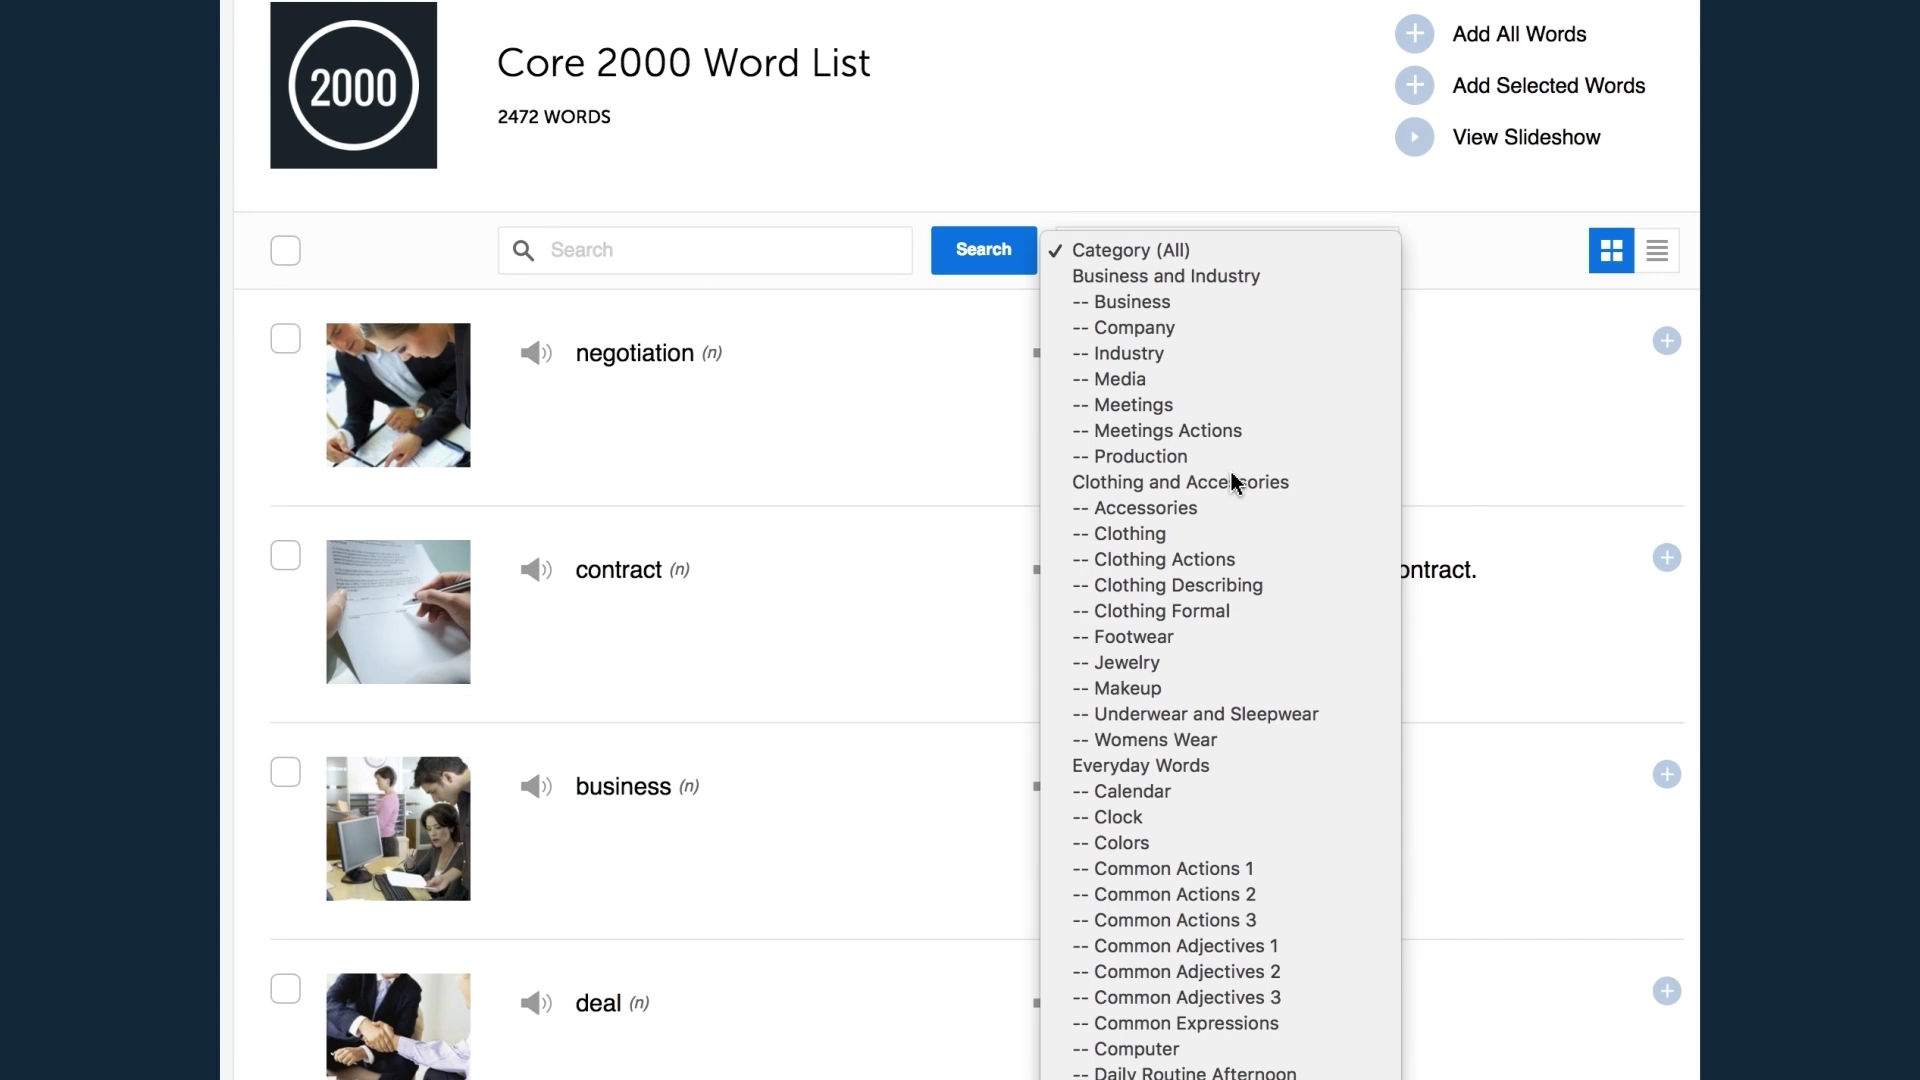 2000
Core 2000 Word List
2472 WORDS
Add All Words
Add Selected Words
View Slideshow
Search
Search
✓ Category (All)
Business and Industry
-- Business
-- Company
-- Industry
-- Media
-- Meetings
-- Meetings Actions
-- Production
Clothing and Accessories
-- Accessories
-- Clothing
-- Clothing Actions
-- Clothing Describing
-- Clothing Formal
-- Footwear
-- Jewelry
-- Makeup
-- Underwear and Sleepwear
-- Womens Wear
Everyday Words
-- Calendar
-- Clock
-- Colors
-- Common Actions 1
-- Common Actions 2
-- Common Actions 3
-- Common Adjectives 1
-- Common Adjectives 2
-- Common Adjectives 3
-- Common Expressions
-- Computer
-- Daily Routine Afternoon
negotiation (n)
contract (n)
ontract.
business (n)
deal (n)